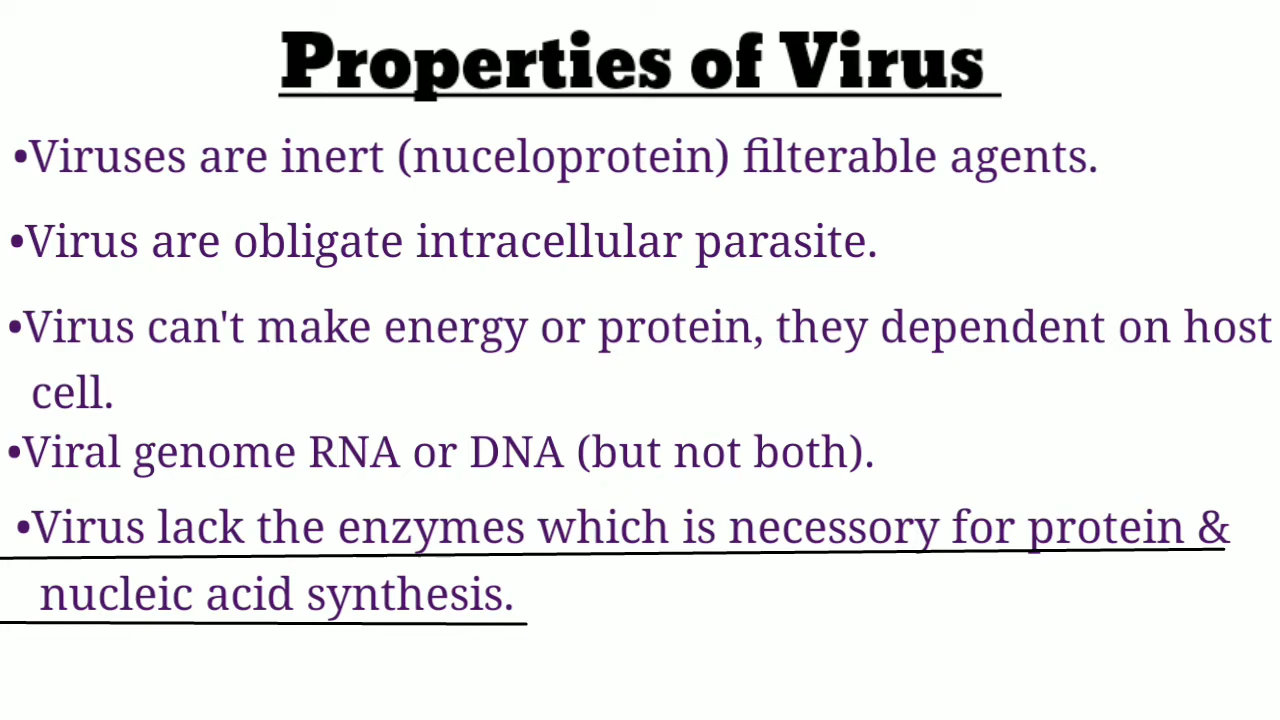 Properties of Virus
•Viruses are inert (nuceloprotein) filterable agents.
•Virus are obligate intracellular parasite.
•Virus can't make energy or protein, they dependent on host
cell.
•Viral genome RNA or DNA (but not both).
•Virus lack the enzymes which is necessory for protein &
nucleic acid synthesis.